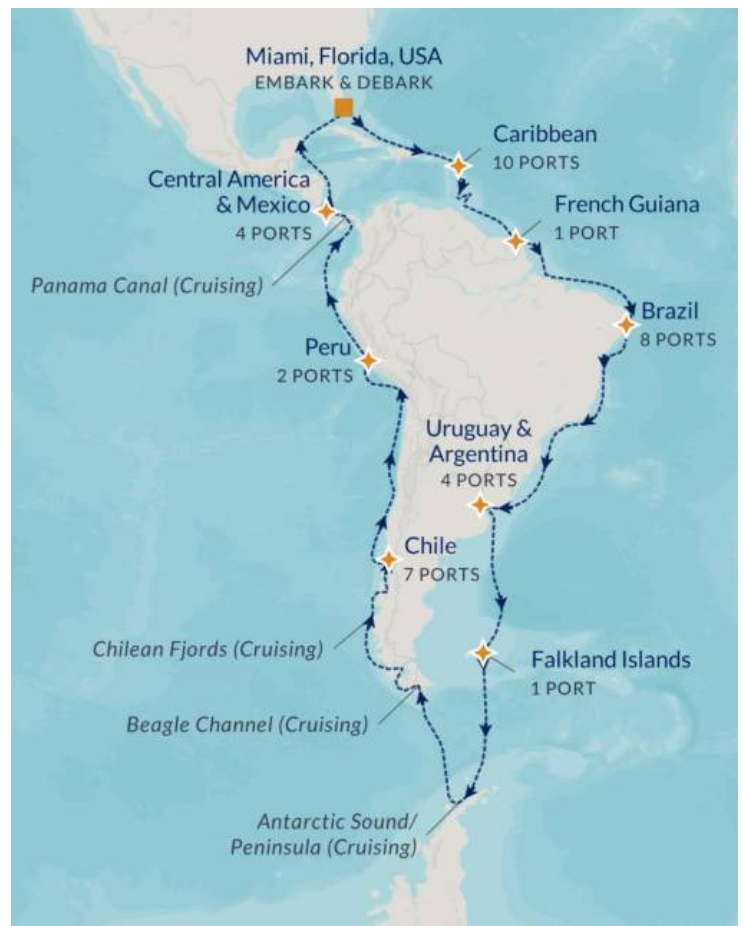 Miami, Florida, USA
EMBARK & DEBARK
Caribbean
10 PORTS
Central America
& Mexico
4 PORTS
French Guiana
1 PORT
Panama Canal (Cruising)
Brazil
8 PORTS
Peru
2 PORTS
Uruguay &
Argentina
4 PORTS
Chile
7 PORTS
Chilean Fjords (Cruising)
Falkland Islands
1 PORT
Beagle Channel (Cruising)
Antarctic Sound/
Peninsula (Cruising)